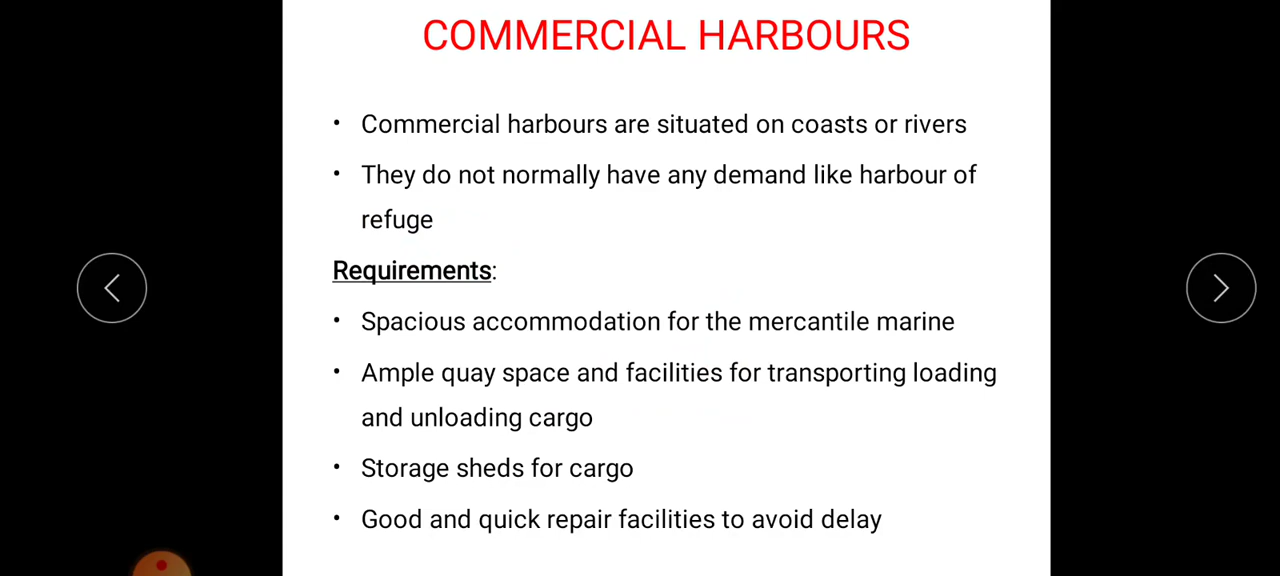 COMMERCIAL HARBOURS
• Commercial harbours are situated on coasts or rivers
• They do not normally have any demand like harbour of
refuge
Requirements:
• Spacious accommodation for the mercantile marine
• Ample quay space and facilities for transporting loading
and unloading cargo
• Storage sheds for cargo
• Good and quick repair facilities to avoid delay